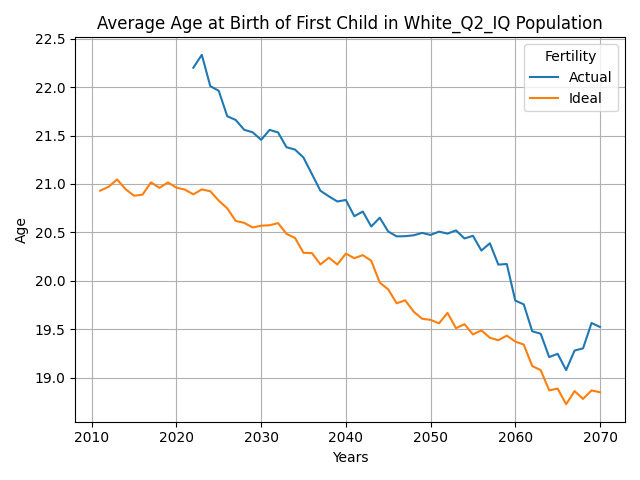 Average Age at Birth of First Child in White_Q2_IQ Population
22.5
22.0
21.5
21.0
20.5
20.0
19.5
19.0
Age
Fertility
Actual
Ideal
2010 2020 2030 2040 2050 2060 2070
Years